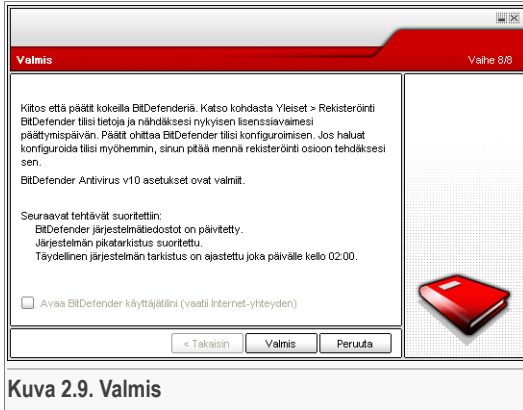 Valmis
Vaihe 8/8
Kiitos että päätit kokeilla BitDefenderiä. Katso kohdasta Yleiset > Rekisteröinti
BitDefender tilisi tietoja ja nähdäksesi nykyisen lisenssiavaimesi
päättymispäivän. Päätit ohittaa BitDefender tilisi konfiguroimisen. Jos haluat
konfiguroida tilisi myöhemmin, sinun pitää mennä rekisteröinti osioon tehdäksesi
sen.
BitDefender Antivirus v10 asetukset ovat valmiit.
Seuraavat tehtävät suoritettiin:
BitDefender järjestelmätiedostot on päivitetty.
Järjestelmän pikatarkistus suoritettu.
Täydellinen järjestelmän tarkistus on ajastettu joka päivälle kello 02:00.
Avaa BitDefender käyttäjätilini (vaatii Internet-yhteyden)
< Takaisin
Valmis
Peruuta
Kuva 2.9. Valmis